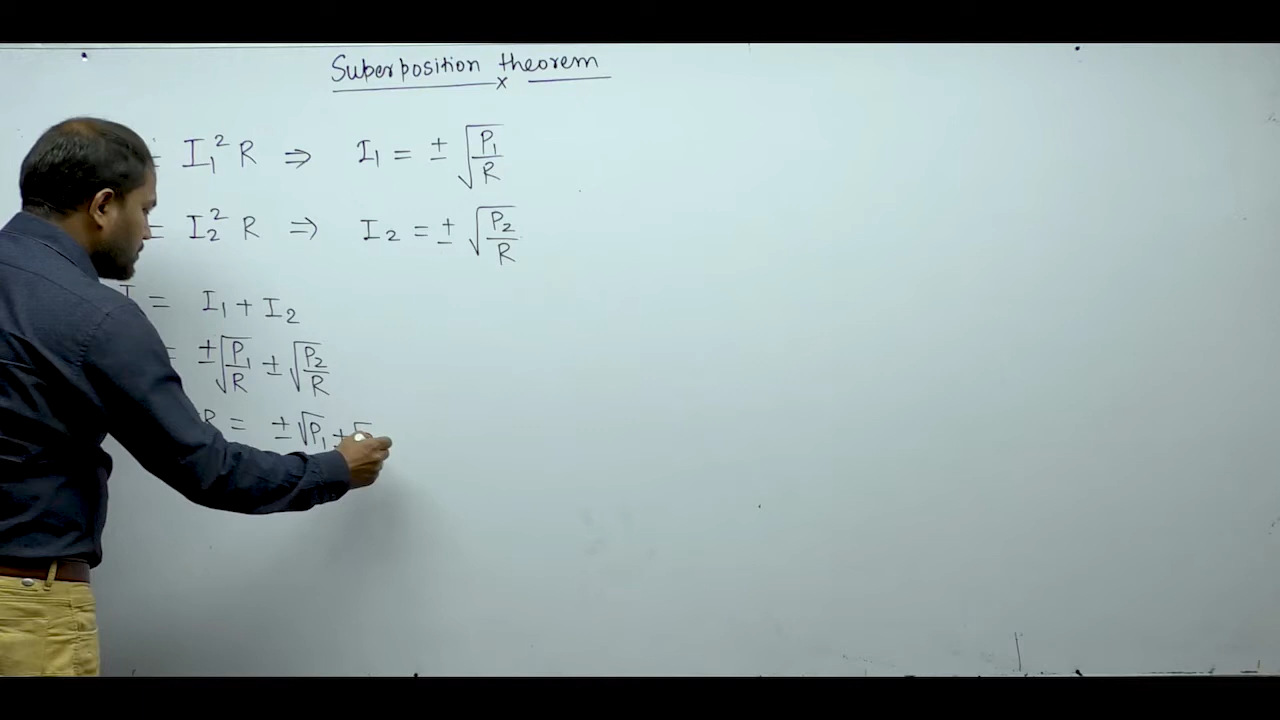 Superposition theorem
x
= I₁² R ⇒ I₁ = ± √(P₁/R)
= I₂² R ⇒ I₂ = ± √(P₂/R)
I = I₁ + I₂
= ±√(P₁/R) ± √(P₂/R)
R = ±√P₁ ± √